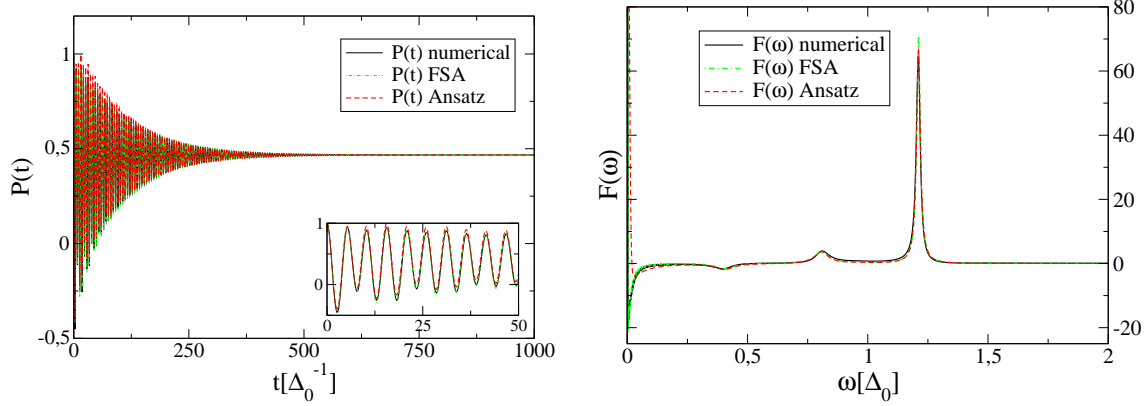 P(t)
1
0.5
0
-0.5
P(t) numerical
P(t) FSA
P(t) Ansatz
1
0
0
25
50
0
250
500
750
1000
t[Δ₀⁻¹]
F(ω)
F(ω) numerical
F(ω) FSA
F(ω) Ansatz
80
60
40
20
0
-20
0
0,5
1
1,5
2
ω[Δ₀]